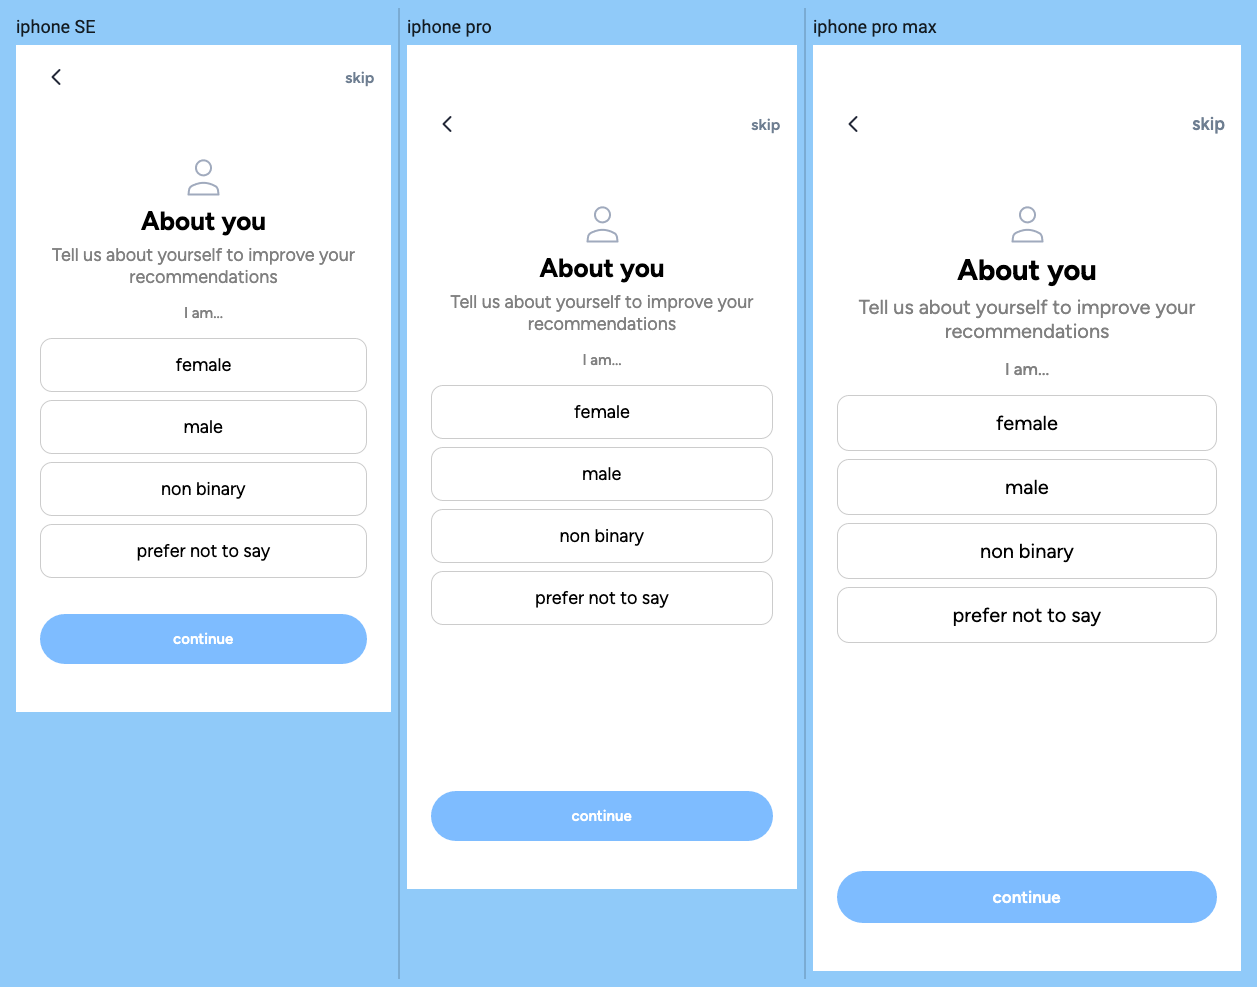 iphone SE
skip
About you
Tell us about yourself to improve your
recommendations
I am...
female
male
non binary
prefer not to say
continue
iphone pro
skip
About you
Tell us about yourself to improve your
recommendations
I am...
female
male
non binary
prefer not to say
continue
iphone pro max
skip
About you
Tell us about yourself to improve your
recommendations
I am...
female
male
non binary
prefer not to say
continue